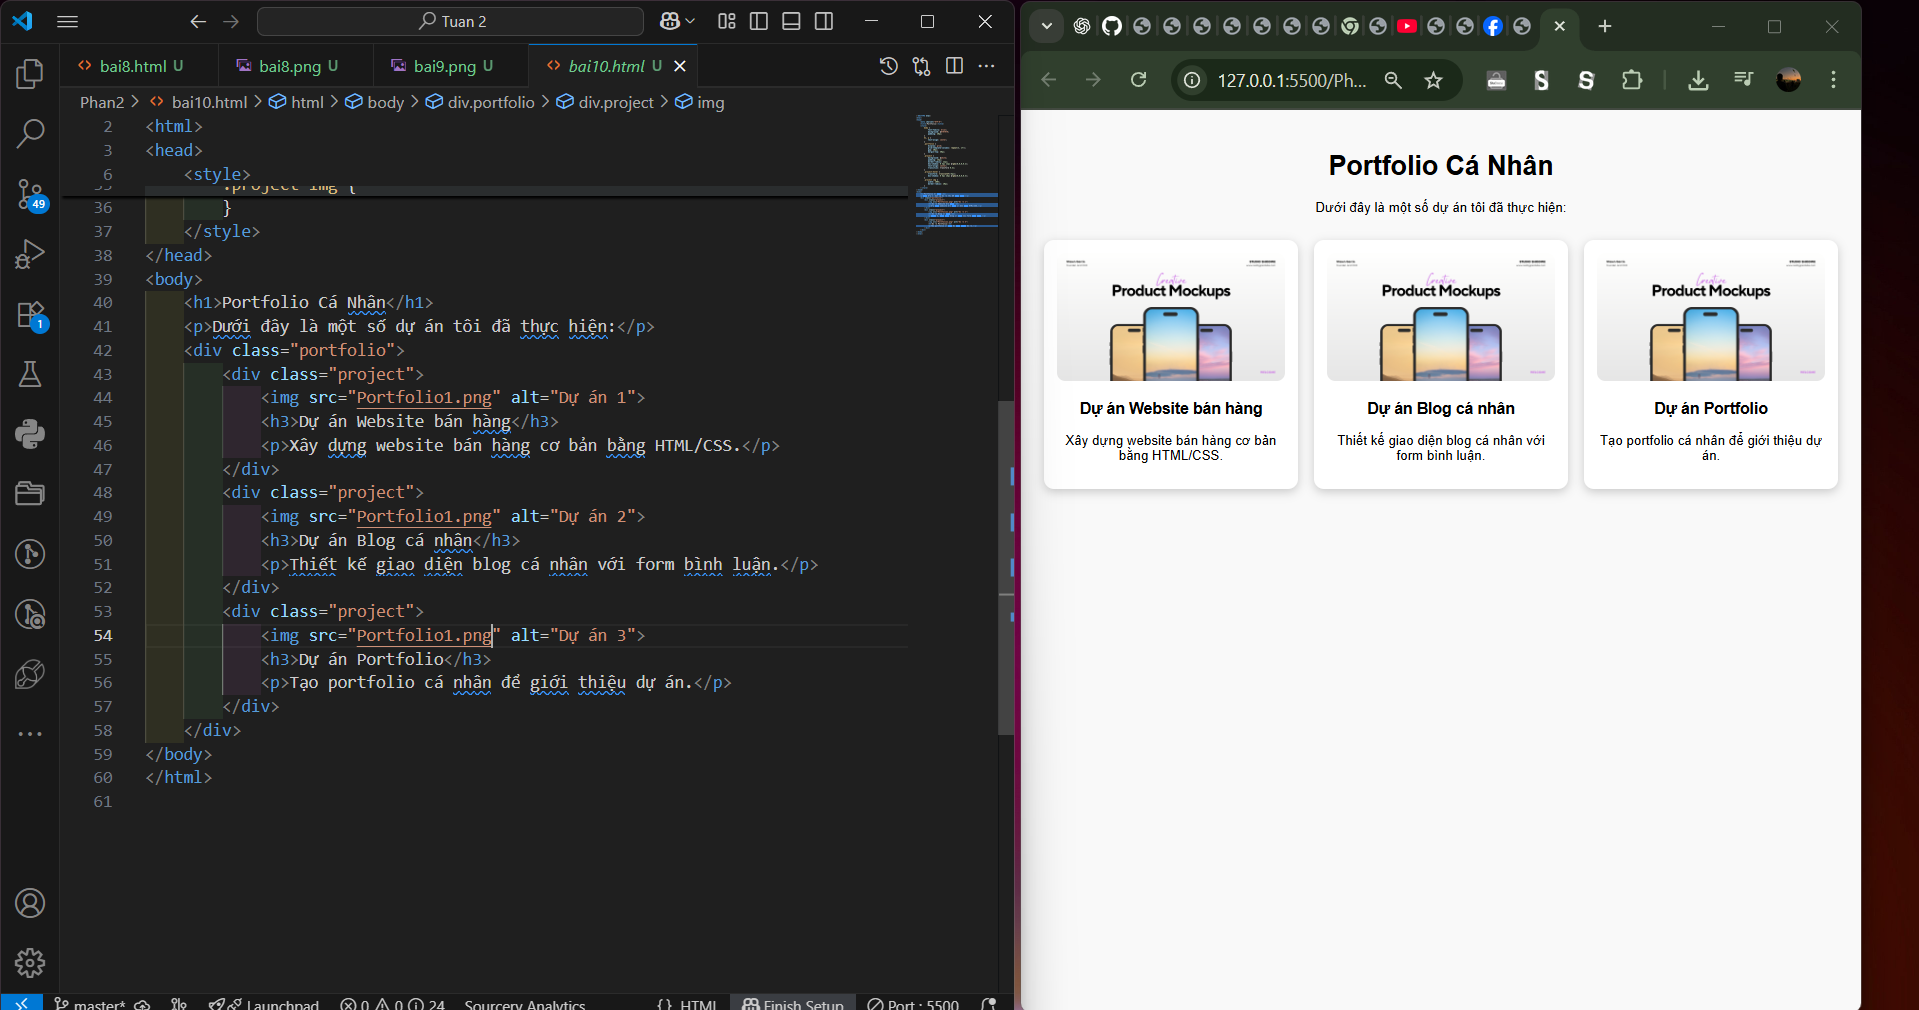 Tuan 2
bai8.html U
bai8.png U
bai9.png U
bai10.html U
Phan2 > bai10.html > html > body > div.portfolio > div.project > img
2 <html>
3 <head>
6 <style>
35 .project img {
36 }
37 </style>
38 </head>
39 <body>
40 <h1>Portfolio Cá Nhân</h1>
41 <p>Dưới đây là một số dự án tôi đã thực hiện:</p>
42 <div class="portfolio">
43 <div class="project">
44 <img src="Portfolio1.png" alt="Dự án 1">
45 <h3>Dự án Website bán hàng</h3>
46 <p>Xây dựng website bán hàng cơ bản bằng HTML/CSS.</p>
47 </div>
48 <div class="project">
49 <img src="Portfolio1.png" alt="Dự án 2">
50 <h3>Dự án Blog cá nhân</h3>
51 <p>Thiết kế giao diện blog cá nhân với form bình luận.</p>
52 </div>
53 <div class="project">
54 <img src="Portfolio1.png" alt="Dự án 3">
55 <h3>Dự án Portfolio</h3>
56 <p>Tạo portfolio cá nhân để giới thiệu dự án.</p>
57 </div>
58 </div>
59 </body>
60 </html>
61
49
1
master* Launchpad 0 0 24 Sourcery Analytics {} HTML Finish Setup Port : 5500
127.0.0.1:5500/Ph...
Portfolio Cá Nhân
Dưới đây là một số dự án tôi đã thực hiện:
Creative
Product Mockups
Dự án Website bán hàng
Xây dựng website bán hàng cơ bản
bằng HTML/CSS.
Creative
Product Mockups
Dự án Blog cá nhân
Thiết kế giao diện blog cá nhân với
form bình luận.
Creative
Product Mockups
Dự án Portfolio
Tạo portfolio cá nhân để giới thiệu dự
án.